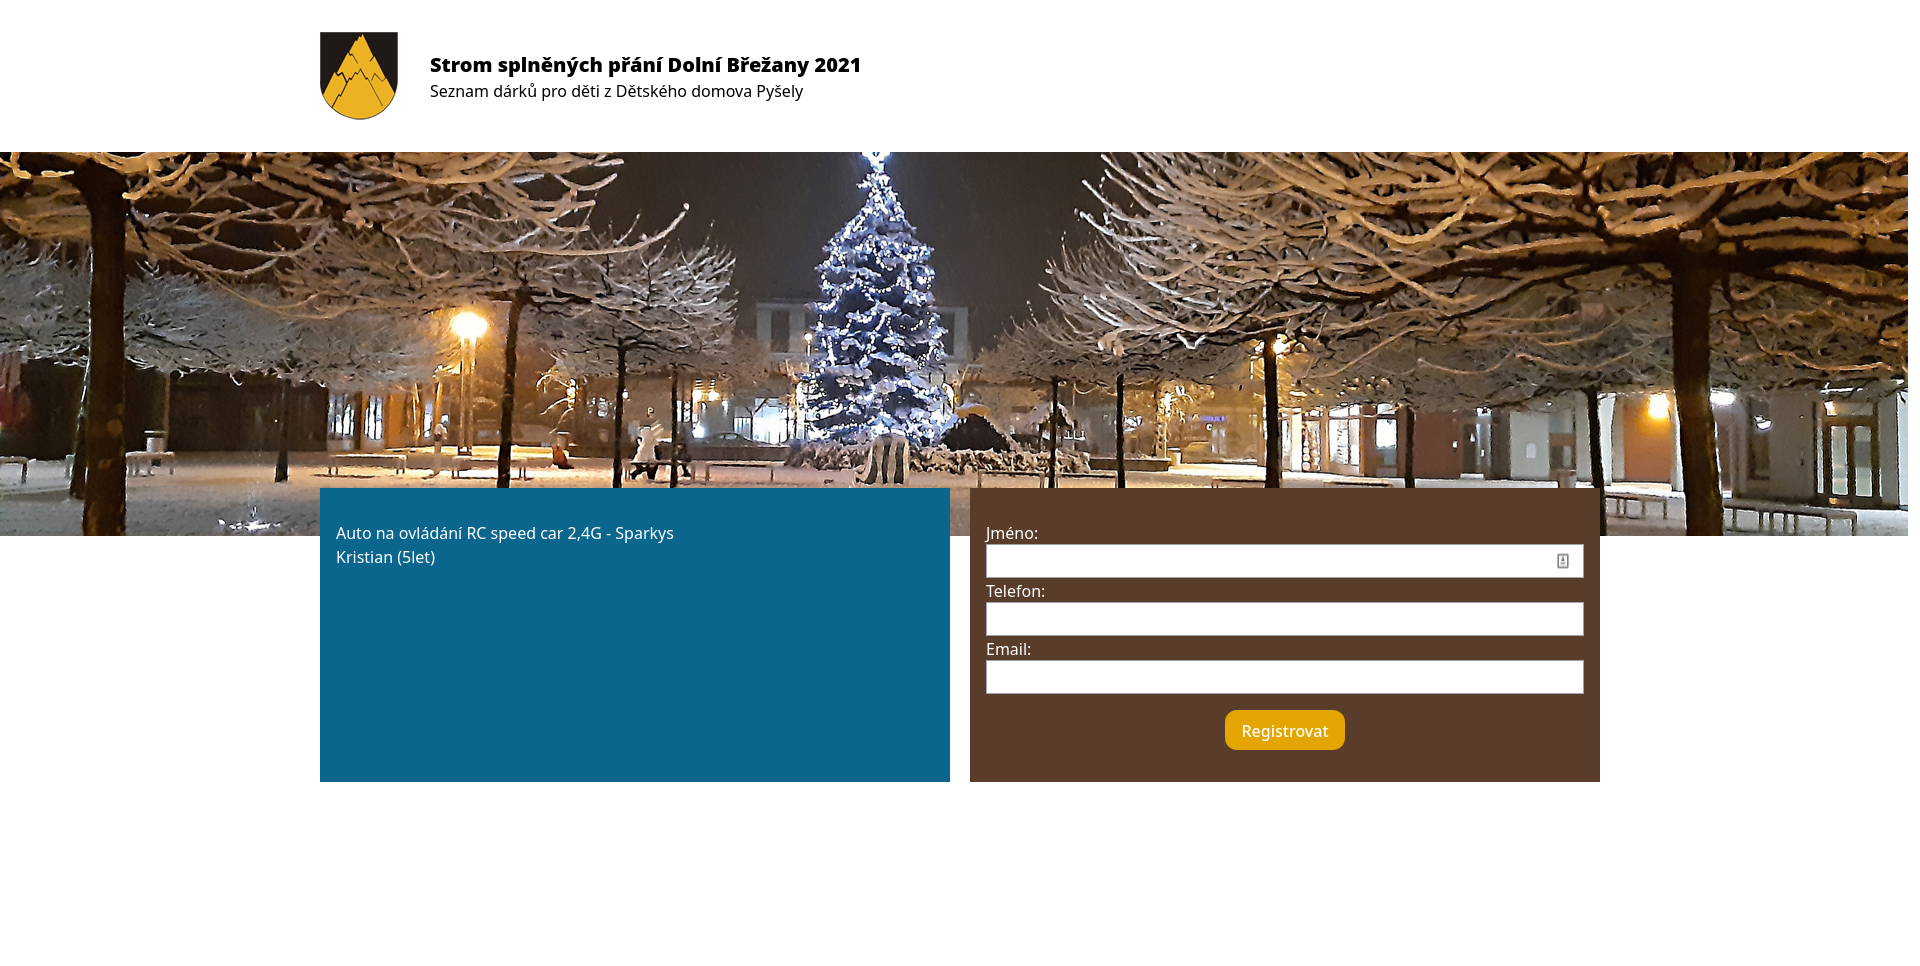 Strom splněných přání Dolní Břežany 2021
Seznam dárků pro děti z Dětského domova Pyšely
Auto na ovládání RC speed car 2,4G - Sparkys
Kristian (5let)
Jméno:
Telefon:
Email:
Registrovat